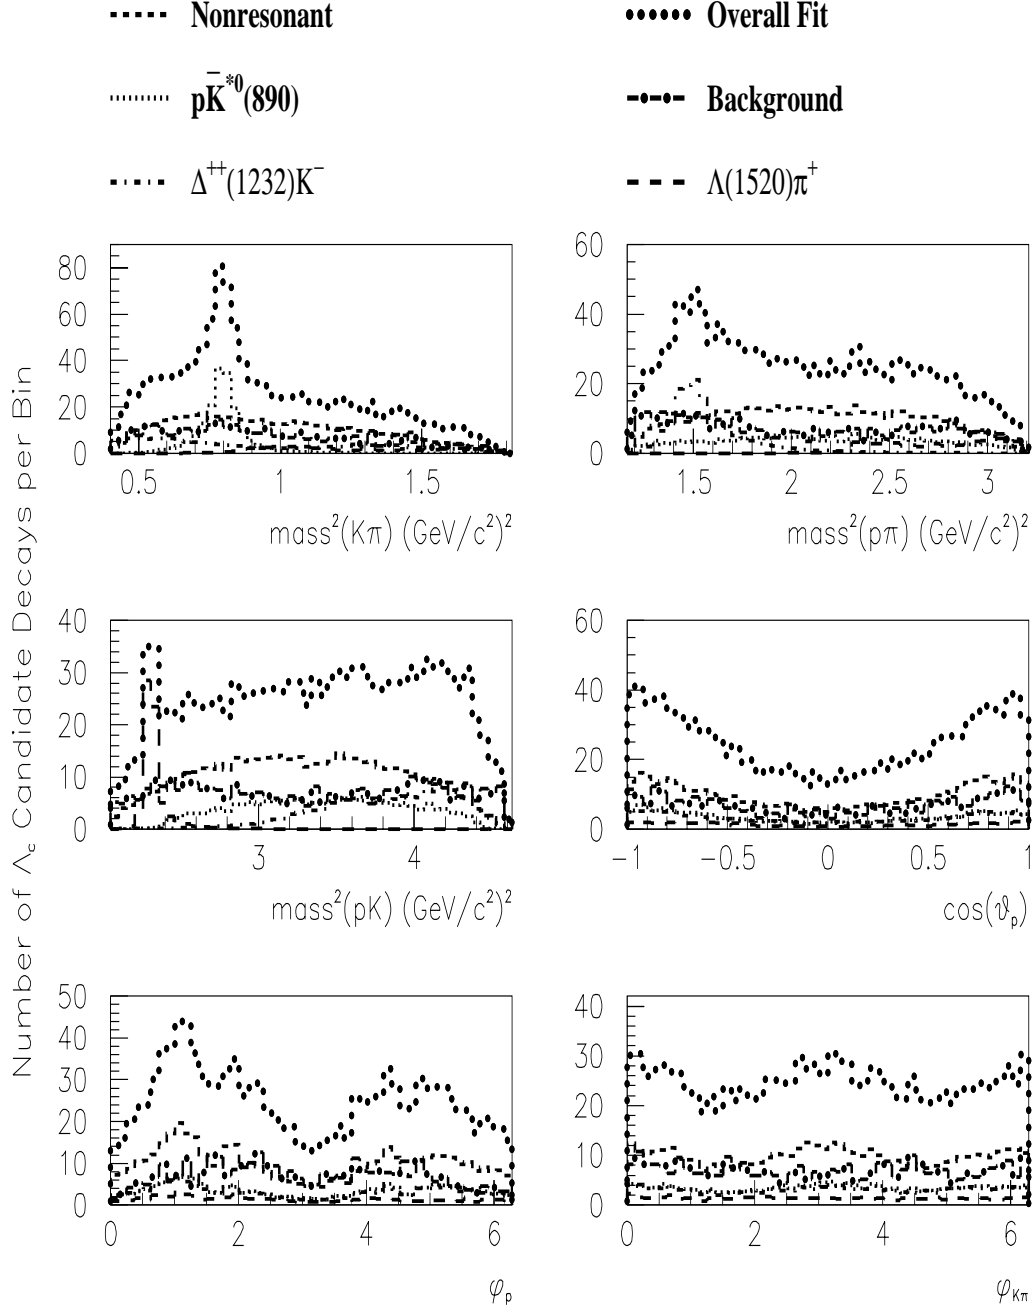 Nonresonant
Overall Fit
pK̄*⁰(890)
Background
Δ⁺⁺(1232)K⁻
Λ(1520)π⁺
Number of Λc Candidate Decays per Bin
80
60
40
20
0
0.5 1 1.5
mass²(Kπ) (GeV/c²)²
60
40
20
0
1.5 2 2.5 3
mass²(pπ) (GeV/c²)²
40
30
20
10
0
3 4
mass²(pK) (GeV/c²)²
60
40
20
0
-1 -0.5 0 0.5 1
cos(ϑp)
50
40
30
20
10
0
0 2 4 6
φp
40
30
20
10
0
0 2 4 6
φKπ